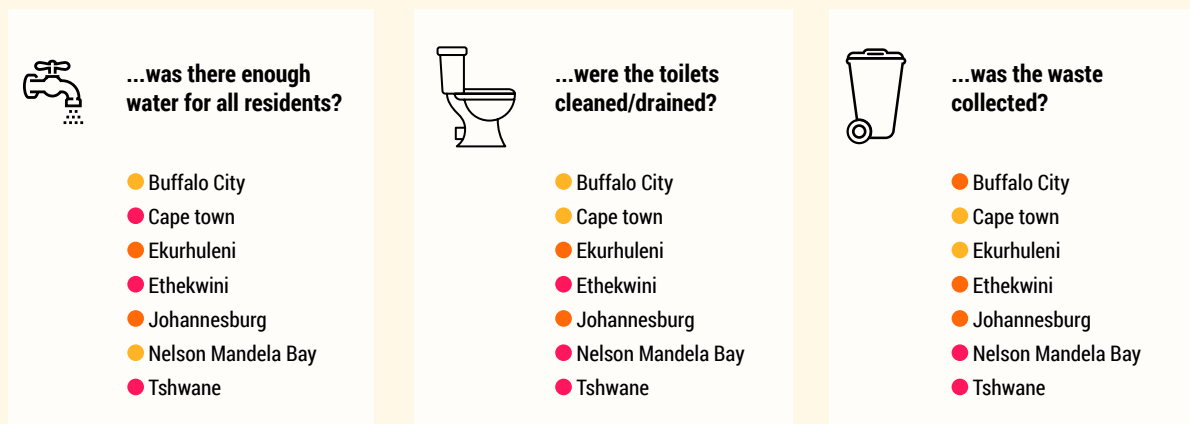 ...was there enough
water for all residents?
Buffalo City
Cape town
Ekurhuleni
Ethekwini
Johannesburg
Nelson Mandela Bay
Tshwane
...were the toilets
cleaned/drained?
Buffalo City
Cape town
Ekurhuleni
Ethekwini
Johannesburg
Nelson Mandela Bay
Tshwane
...was the waste
collected?
Buffalo City
Cape town
Ekurhuleni
Ethekwini
Johannesburg
Nelson Mandela Bay
Tshwane